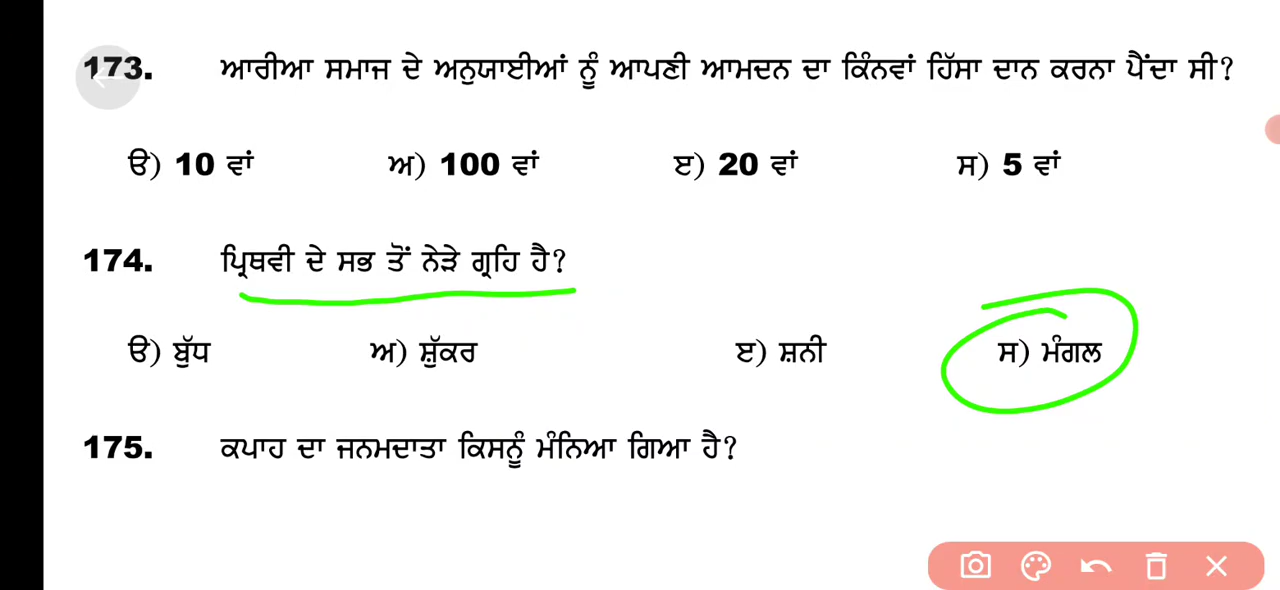 173. ਆਰੀਆ ਸਮਾਜ ਦੇ ਅਨੁਯਾਈਆਂ ਨੂੰ ਆਪਣੀ ਆਮਦਨ ਦਾ ਕਿੰਨਵਾਂ ਹਿੱਸਾ ਦਾਨ ਕਰਨਾ ਪੈਂਦਾ ਸੀ?
ੳ) 10 ਵਾਂ ਅ) 100 ਵਾਂ ੲ) 20 ਵਾਂ ਸ) 5 ਵਾਂ
174. ਪ੍ਰਿਥਵੀ ਦੇ ਸਭ ਤੋਂ ਨੇੜੇ ਗ੍ਰਹਿ ਹੈ?
ੳ) ਬੁੱਧ ਅ) ਸ਼ੁੱਕਰ ੲ) ਸ਼ਨੀ ਸ) ਮੰਗਲ
175. ਕਪਾਹ ਦਾ ਜਨਮਦਾਤਾ ਕਿਸਨੂੰ ਮੰਨਿਆ ਗਿਆ ਹੈ?